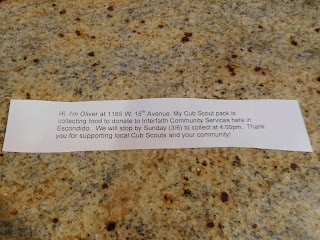 Hi, I'm Oliver at 1165 W. 15th Avenue. My Cub Scout pack is
collecting food to donate to Interfaith Community Services here in
Escondido. We will stop by Sunday (3/6) to collect at 4:00pm. Thank
you for supporting local Cub Scouts and your community!